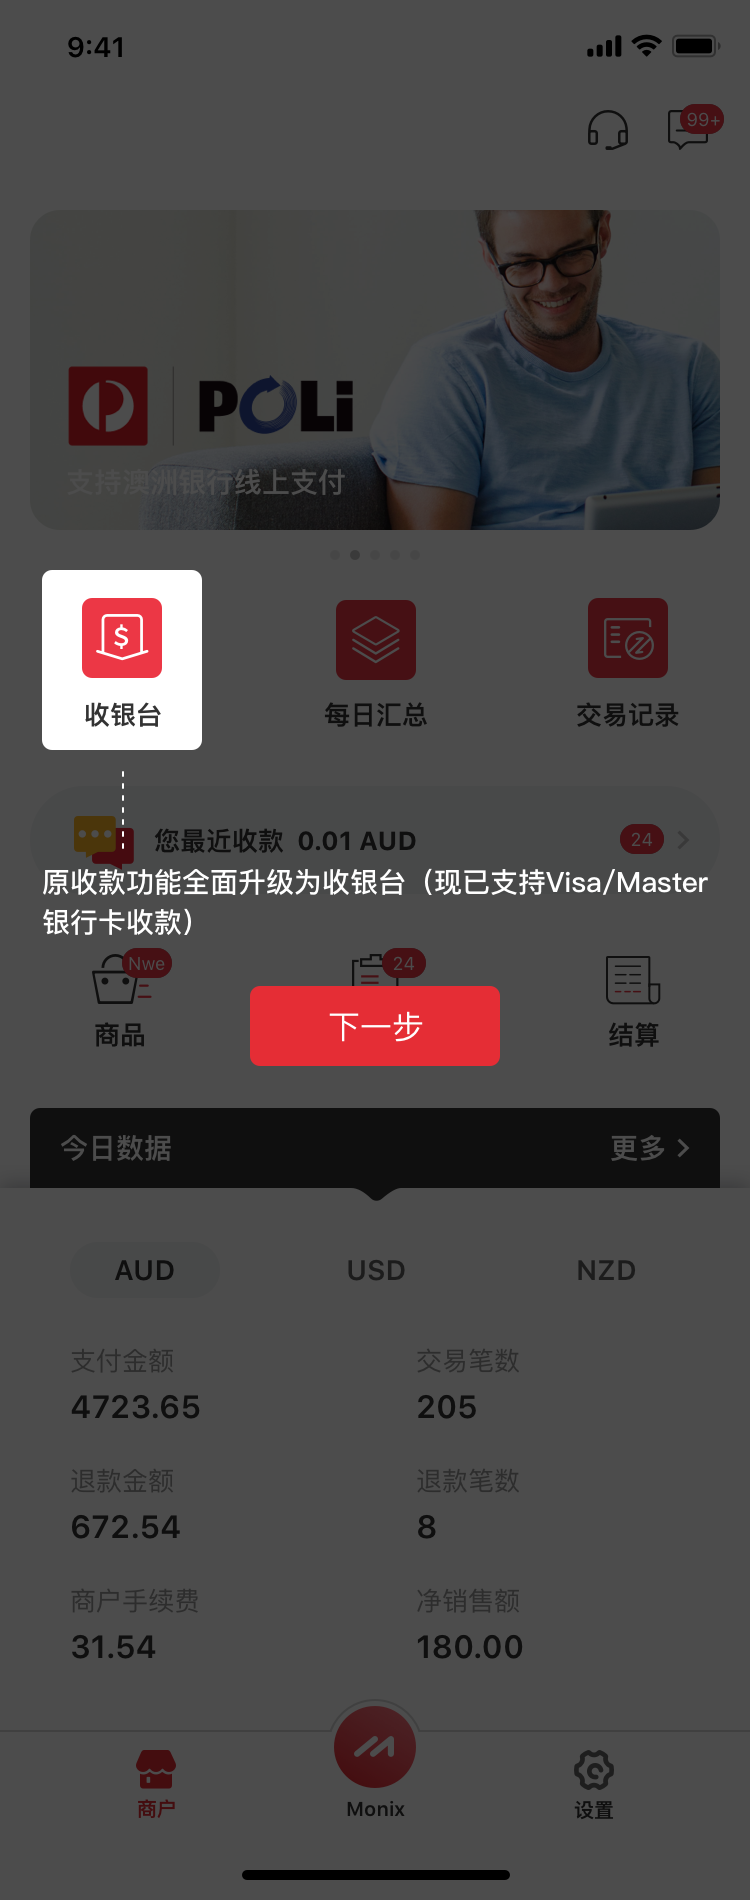 9:41
99+
POLi
支持澳洲银行线上支付
$
收银台
每日汇总
交易记录
您最近收款 0.01 AUD
24
原收款功能全面升级为收银台（现已支持Visa/Master
银行卡收款）
Nwe
24
商品
结算
下一步
今日数据
更多
AUD
USD
NZD
支付金额
交易笔数
4723.65
205
退款金额
退款笔数
672.54
8
商户手续费
净销售额
31.54
180.00
商户
Monix
设置